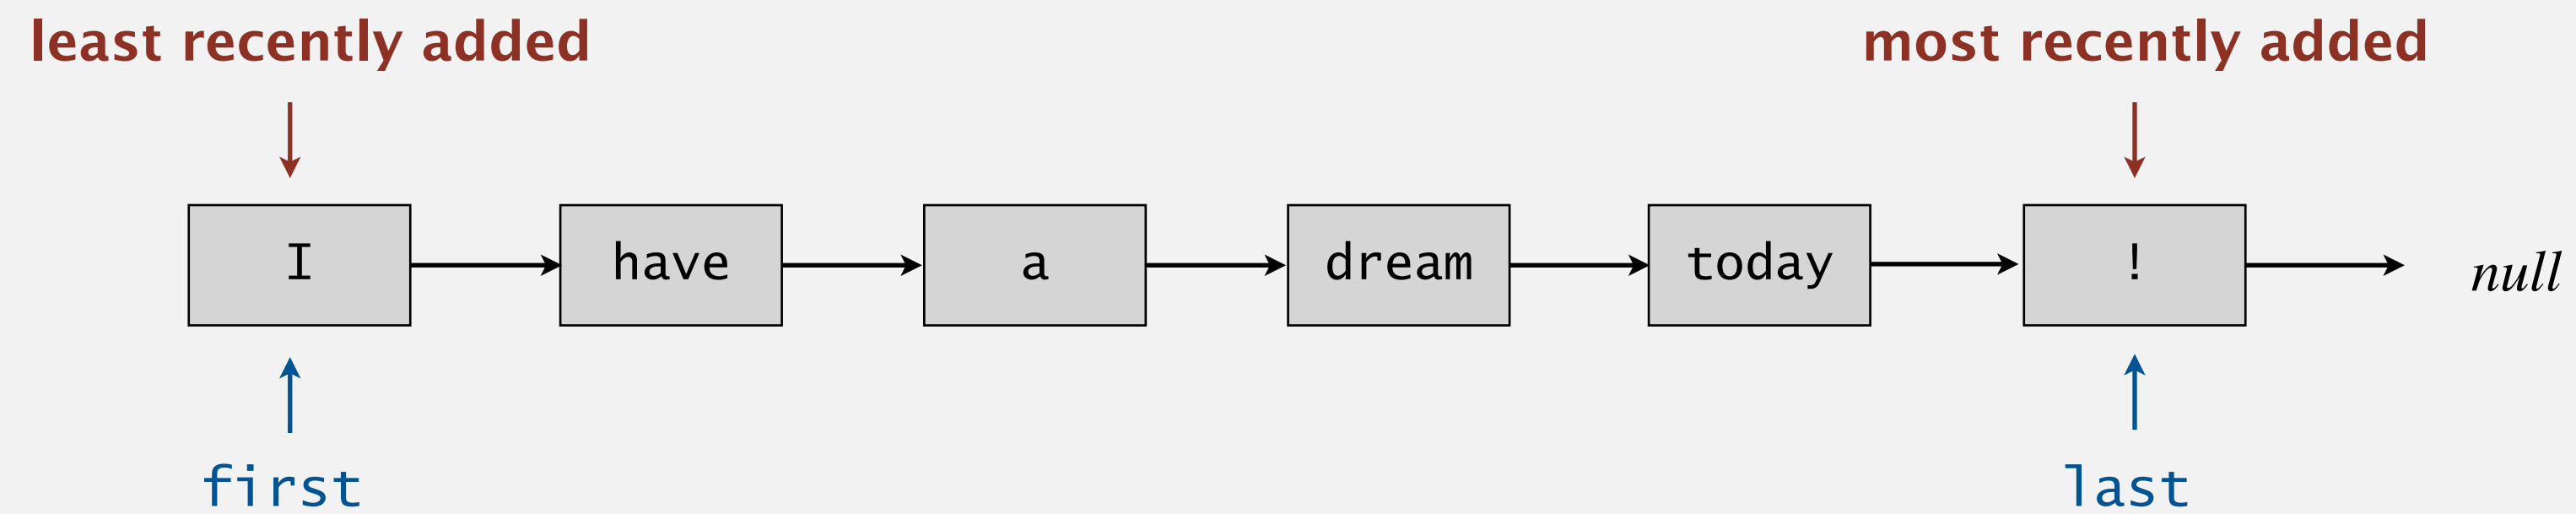 least recently added most recently added
I have a dream today ! null
first last